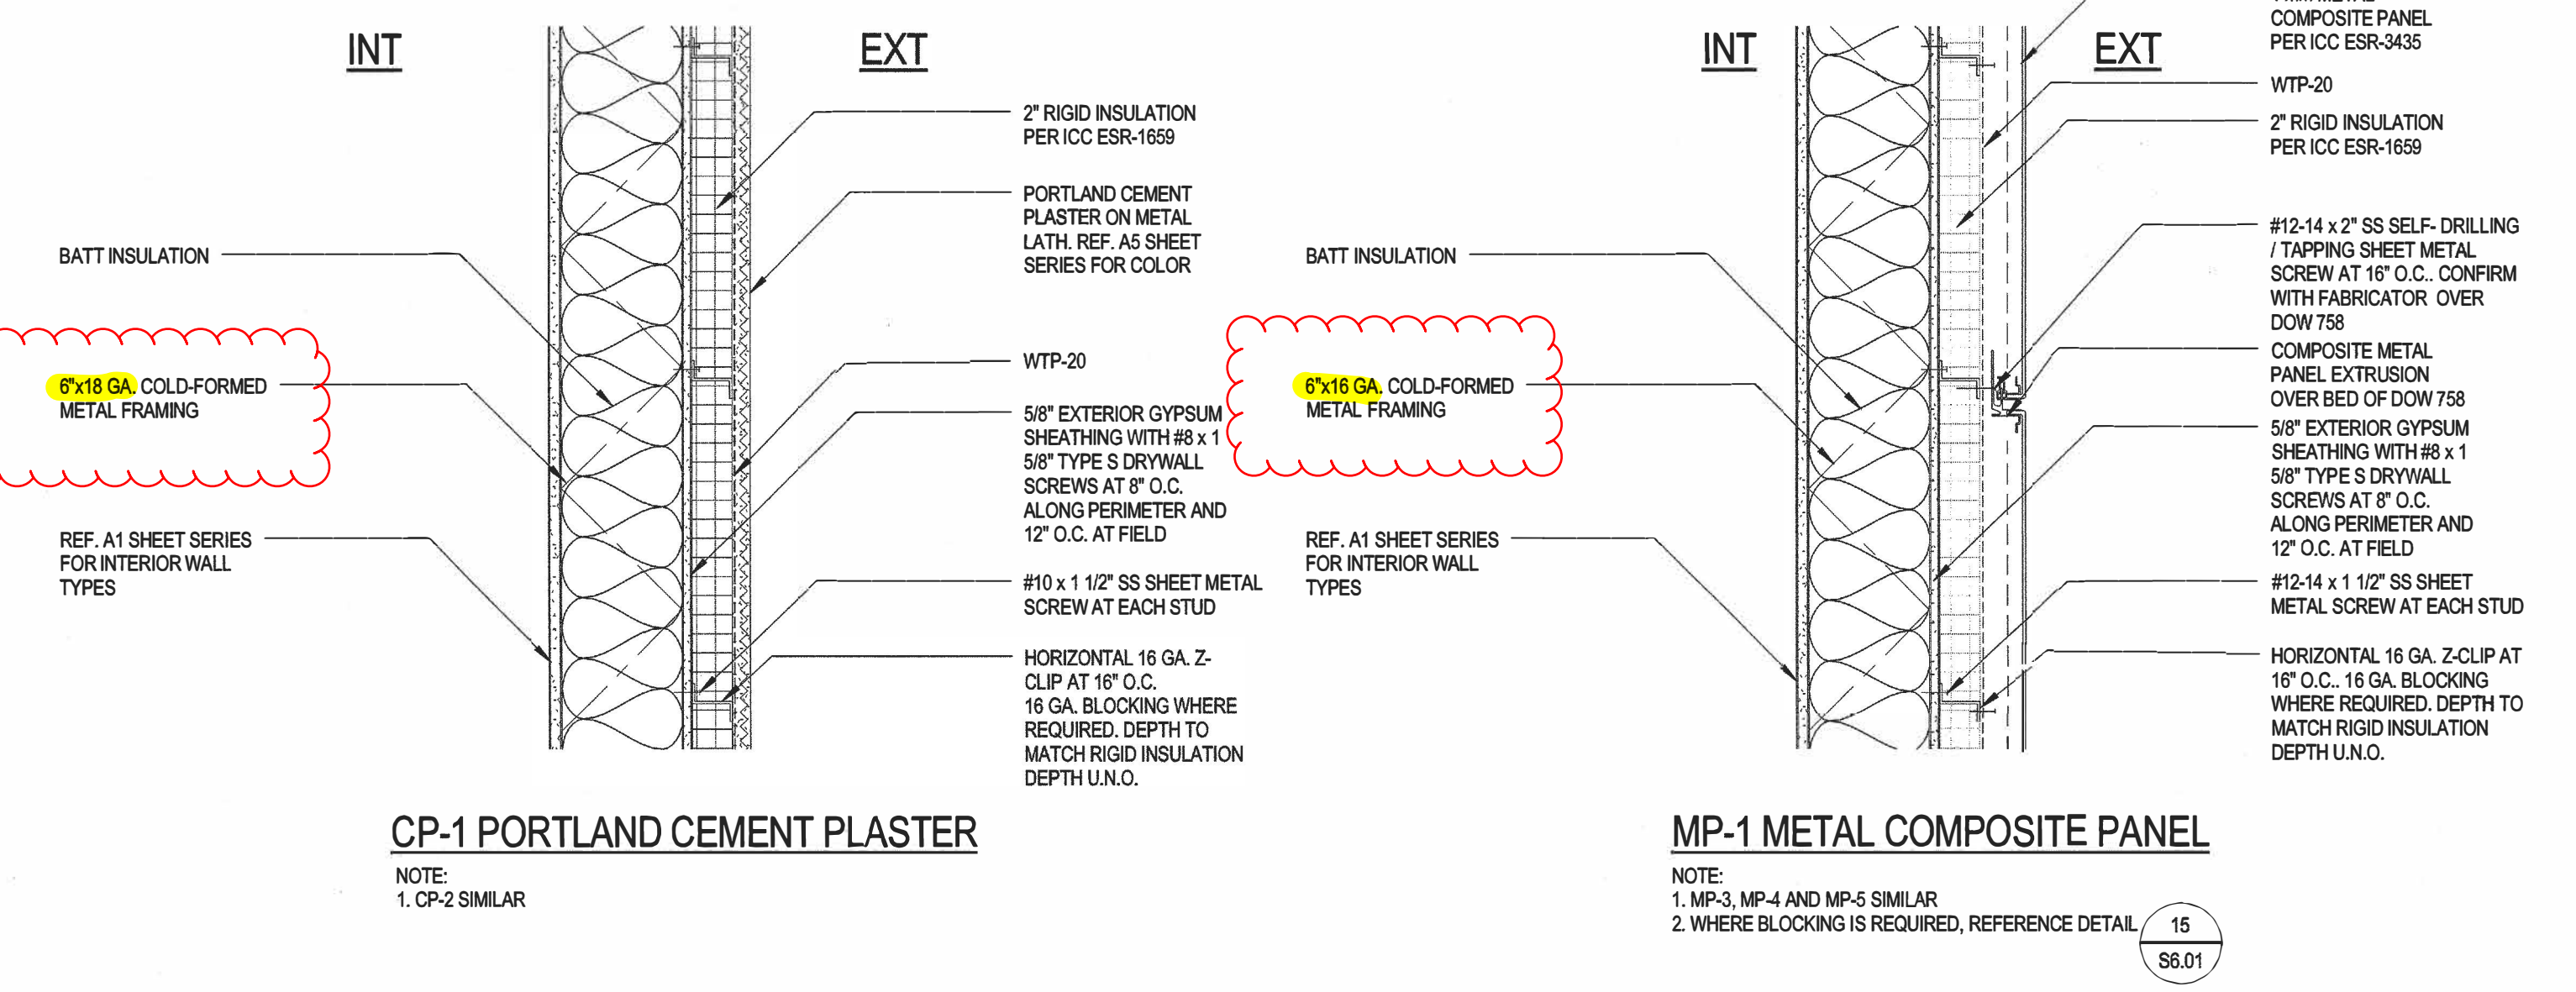 INT
EXT
2" RIGID INSULATION
PER ICC ESR-1659
PORTLAND CEMENT
PLASTER ON METAL
LATH. REF. A5 SHEET
SERIES FOR COLOR
BATT INSULATION
WTP-20
6"x18 GA. COLD-FORMED
METAL FRAMING
5/8" EXTERIOR GYPSUM
SHEATHING WITH #8 x 1
5/8" TYPE S DRYWALL
SCREWS AT 8" O.C.
ALONG PERIMETER AND
12" O.C. AT FIELD
REF. A1 SHEET SERIES
FOR INTERIOR WALL
TYPES
#10 x 1 1/2" SS SHEET METAL
SCREW AT EACH STUD
HORIZONTAL 16 GA. Z-
CLIP AT 16" O.C.
16 GA. BLOCKING WHERE
REQUIRED. DEPTH TO
MATCH RIGID INSULATION
DEPTH U.N.O.
CP-1 PORTLAND CEMENT PLASTER
NOTE:
1. CP-2 SIMILAR
INT
EXT
COMPOSITE PANEL
PER ICC ESR-3435
WTP-20
2" RIGID INSULATION
PER ICC ESR-1659
#12-14 x 2" SS SELF- DRILLING
/ TAPPING SHEET METAL
SCREW AT 16" O.C.. CONFIRM
WITH FABRICATOR OVER
DOW 758
BATT INSULATION
COMPOSITE METAL
PANEL EXTRUSION
OVER BED OF DOW 758
6"x16 GA. COLD-FORMED
METAL FRAMING
5/8" EXTERIOR GYPSUM
SHEATHING WITH #8 x 1
5/8" TYPE S DRYWALL
SCREWS AT 8" O.C.
ALONG PERIMETER AND
12" O.C. AT FIELD
REF. A1 SHEET SERIES
FOR INTERIOR WALL
TYPES
#12-14 x 1 1/2" SS SHEET
METAL SCREW AT EACH STUD
HORIZONTAL 16 GA. Z-CLIP AT
16" O.C.. 16 GA. BLOCKING
WHERE REQUIRED. DEPTH TO
MATCH RIGID INSULATION
DEPTH U.N.O.
MP-1 METAL COMPOSITE PANEL
NOTE:
1. MP-3, MP-4 AND MP-5 SIMILAR
2. WHERE BLOCKING IS REQUIRED, REFERENCE DETAIL
15
S6.01